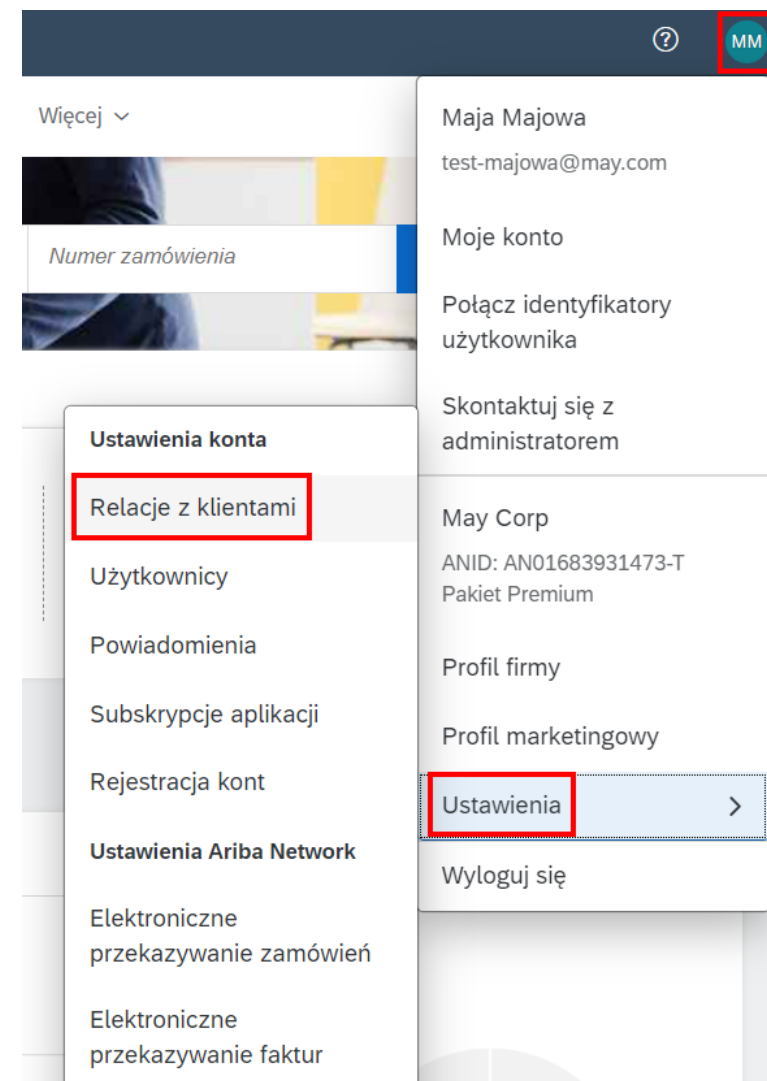 MM
Więcej
Numer zamówienia
Maja Majowa
test-majowa@may.com
Moje konto
Połącz identyfikatory
użytkownika
Skontaktuj się z
administratorem
May Corp
ANID: AN01683931473-T
Pakiet Premium
Profil firmy
Profil marketingowy
Ustawienia
Wyloguj się
Ustawienia konta
Relacje z klientami
Użytkownicy
Powiadomienia
Subskrypcje aplikacji
Rejestracja kont
Ustawienia Ariba Network
Elektroniczne
przekazywanie zamówień
Elektroniczne
przekazywanie faktur